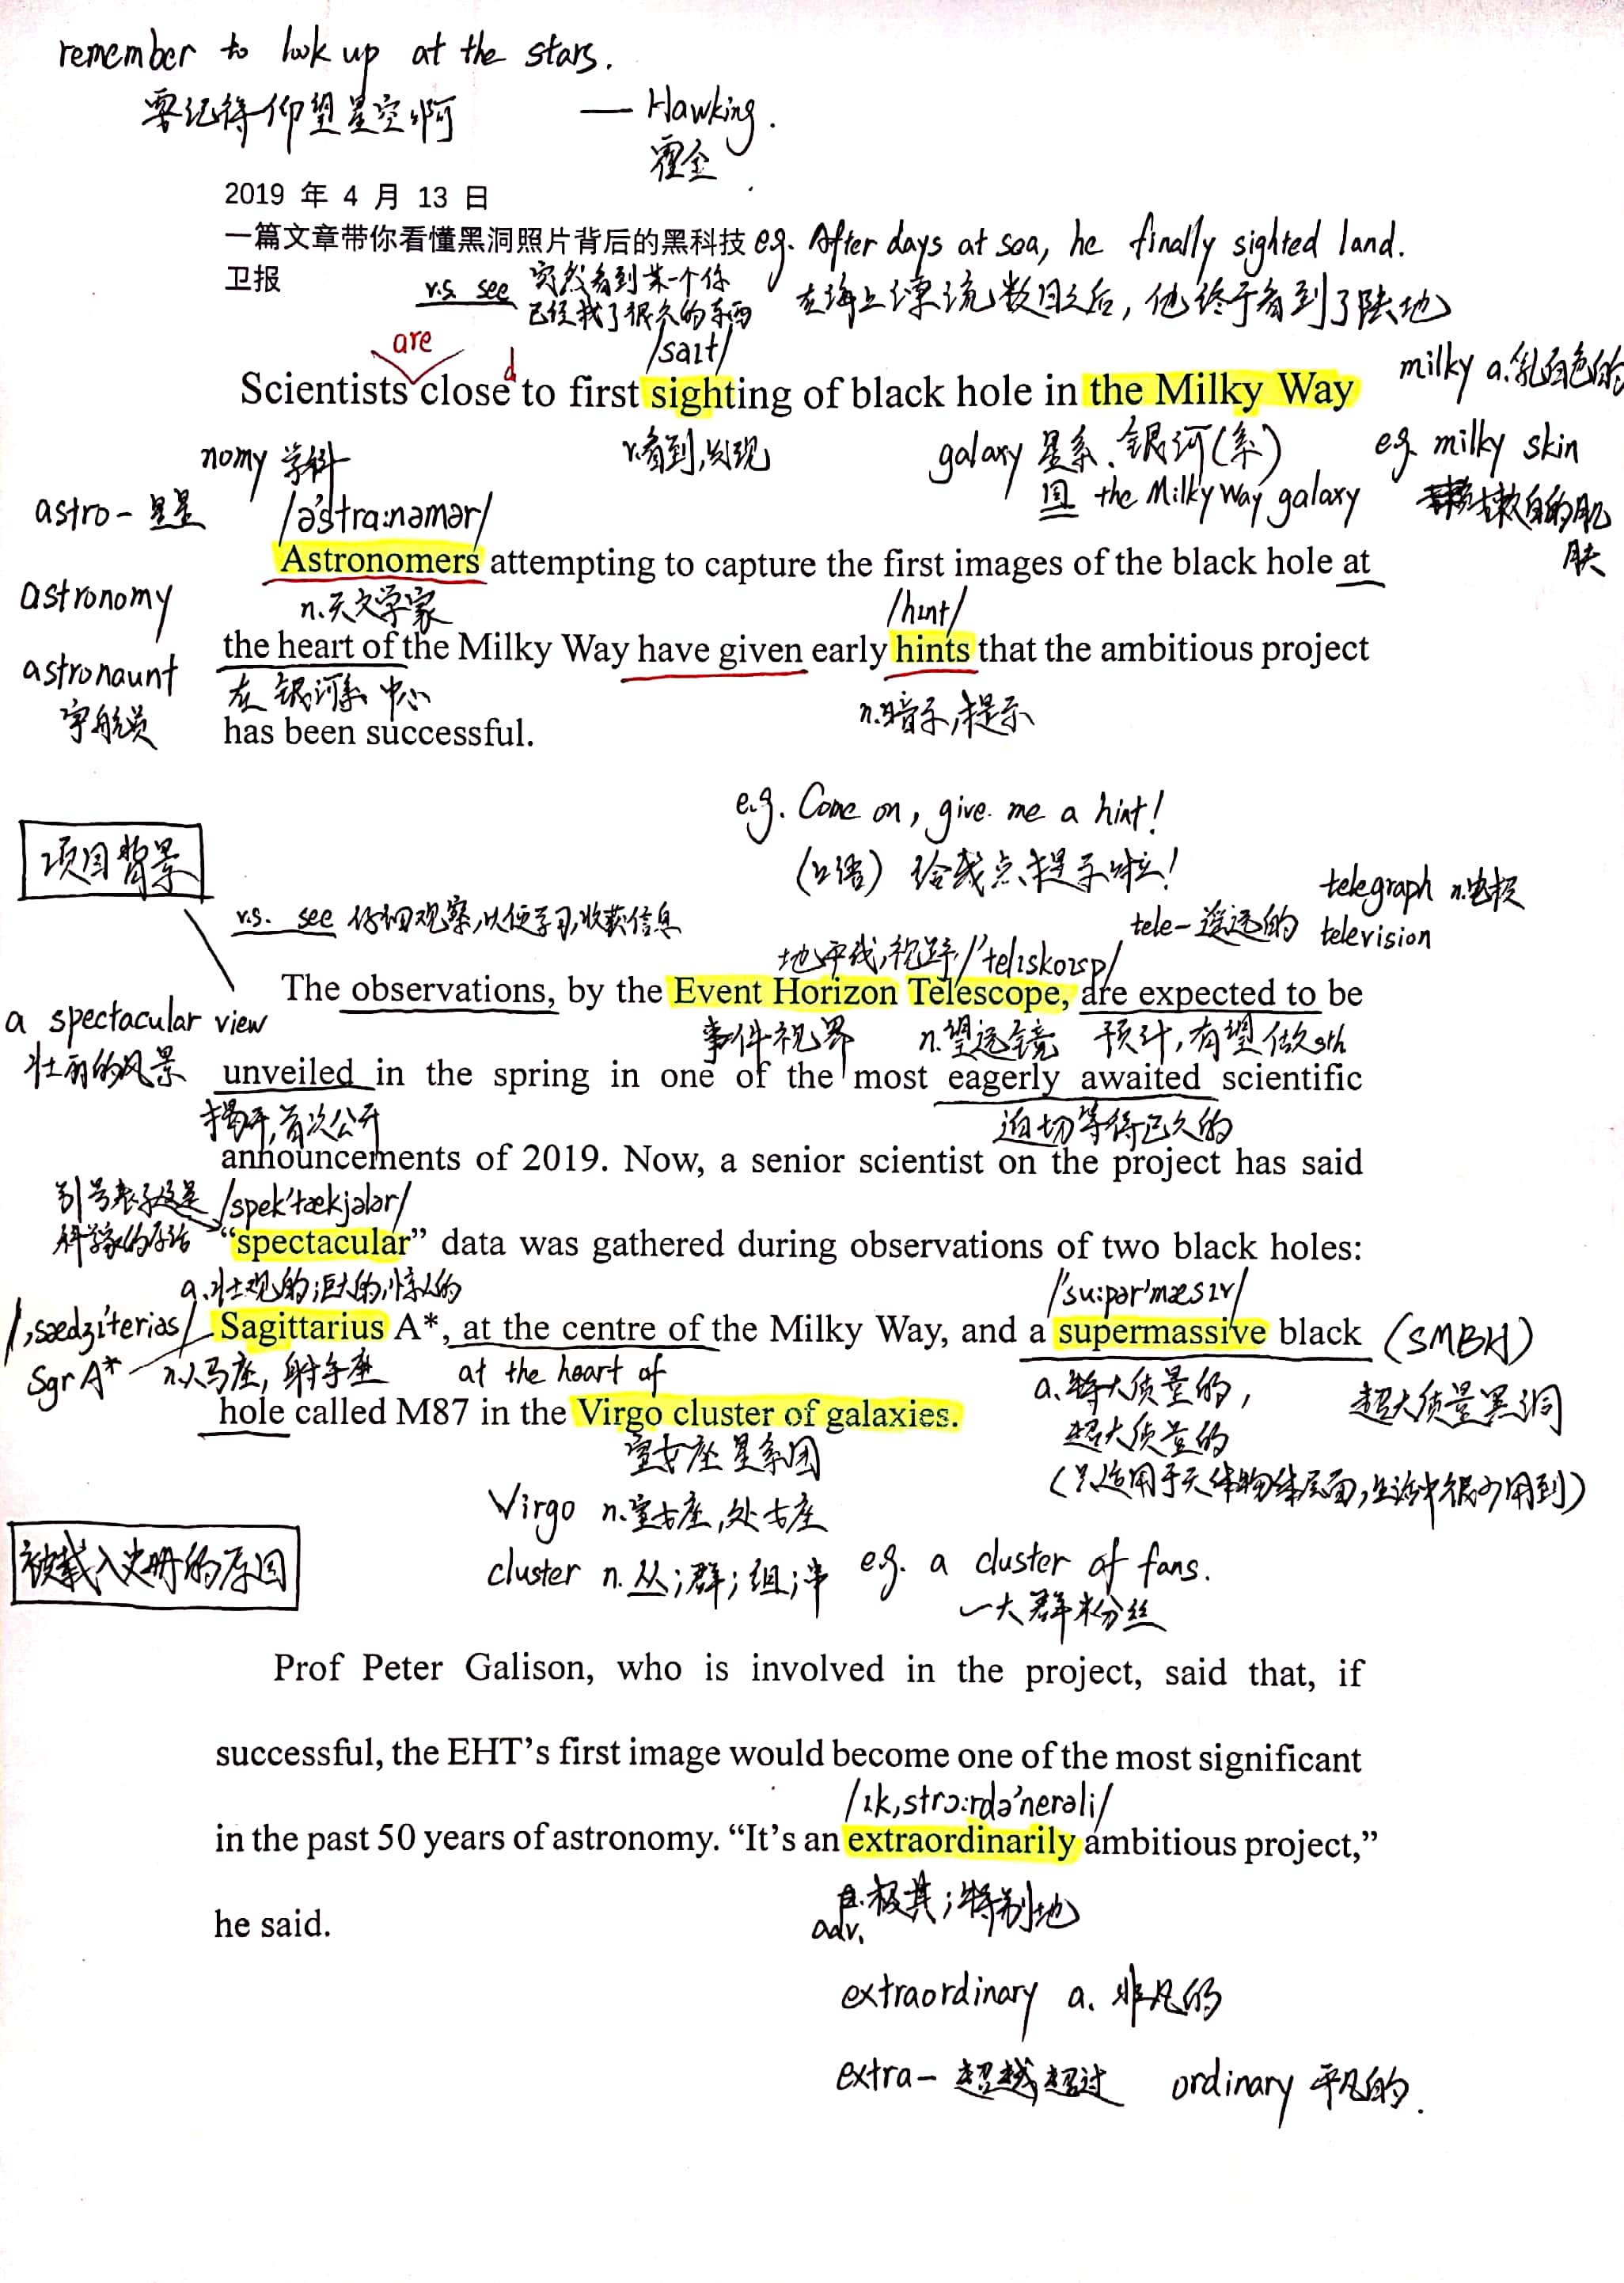 remember to look up at the stars.
要记得仰望星空啊 — Hawking.
霍金
2019 年 4 月 13 日
一篇文章带你看懂黑洞照片背后的黑科技 e.g. After days at sea, he finally sighted land.
卫报
v.s. see 突然看到某一个你
已经找了很久的东西
在海上漂流数日之后，他终于看到了陆地
are
d
/saɪt/
Scientists close to first sighting of black hole in the Milky Way
milky a.乳白色的
v.看到,发现
galaxy 星系、银河(系)
同 the Milky Way galaxy
e.g. milky skin
嫩白的肌
肤
nomy 学科
astro- 星星
/ə'strɑ:nəmər/
Astronomers attempting to capture the first images of the black hole at
astronomy
n.天文学家
/hɪnt/
the heart of the Milky Way have given early hints that the ambitious project
astronaunt
宇航员
在 银河系 中心
n.暗示,提示
has been successful.
e.g. Come on, give me a hint!
(口语) 给我点提示啦!
项目背景
v.s. see 仔细观察,以便学习,收获信息
tele- 遥远的
telegraph n.电报
television
地平线,视野
/'telɪskoʊp/
The observations, by the Event Horizon Telescope, are expected to be
事件视界
n.望远镜
预计,有望做sth
a spectacular view
壮丽的风景
unveiled in the spring in one of the most eagerly awaited scientific
揭开,首次公开
迫切等待已久的
announcements of 2019. Now, a senior scientist on the project has said
引号表示这是
科学家的原话
/spek'tækjələr/
“spectacular” data was gathered during observations of two black holes:
a.壮观的;巨大的,惊人的
/'su:pər'mæsɪv/
/,sædʒi'teriəs/
Sagittarius A*, at the centre of the Milky Way, and a supermassive black (SMBH)
Sgr A*
n.人马座, 射手座
at the heart of
a.特大质量的,
超大质量的
(只适用于天体物体层面,生活中很少用到)
超大质量黑洞
hole called M87 in the Virgo cluster of galaxies.
室女座星系团
Virgo n.室女座,处女座
cluster n.丛;群;组;串 e.g. a cluster of fans.
一大群粉丝
被载入史册的原因
Prof Peter Galison, who is involved in the project, said that, if
successful, the EHT’s first image would become one of the most significant
/ɪk,strɔ:rdə'nerəli/
in the past 50 years of astronomy. “It’s an extraordinarily ambitious project,”
adv.
极其;特别地
he said.
extraordinary a. 非凡的
extra- 超越,超过 ordinary 平凡的.